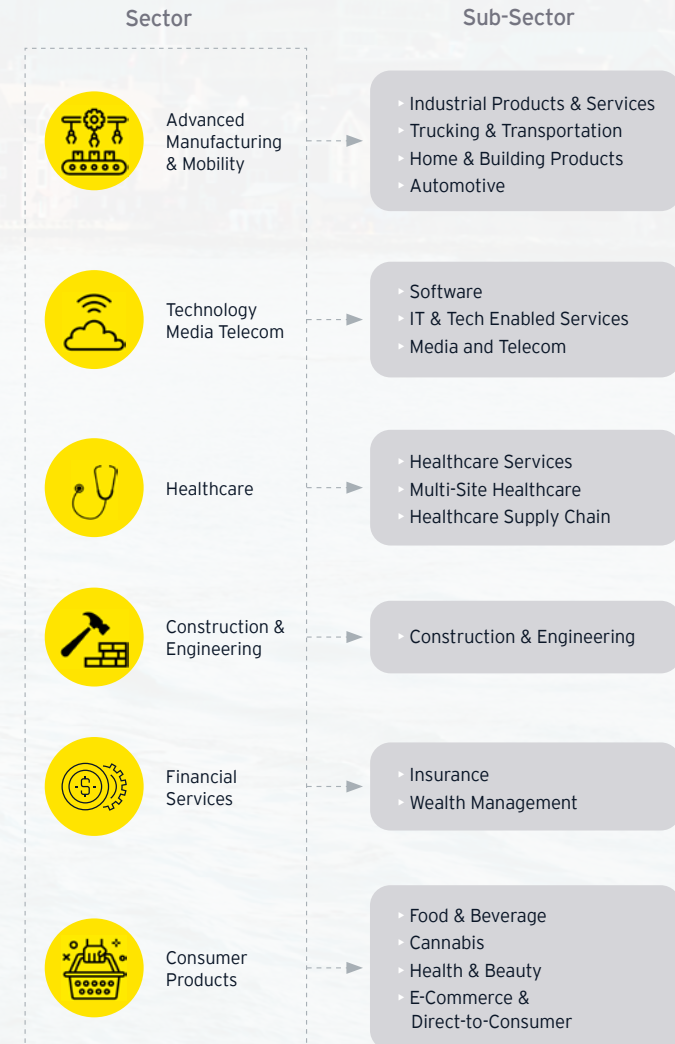 Sector
Sub-Sector
Advanced
Manufacturing
& Mobility
Industrial Products & Services
Trucking & Transportation
Home & Building Products
Automotive
Technology
Media Telecom
Software
IT & Tech Enabled Services
Media and Telecom
Healthcare
Healthcare Services
Multi-Site Healthcare
Healthcare Supply Chain
Construction &
Engineering
Construction & Engineering
Financial
Services
Insurance
Wealth Management
Consumer
Products
Food & Beverage
Cannabis
Health & Beauty
E-Commerce &
Direct-to-Consumer